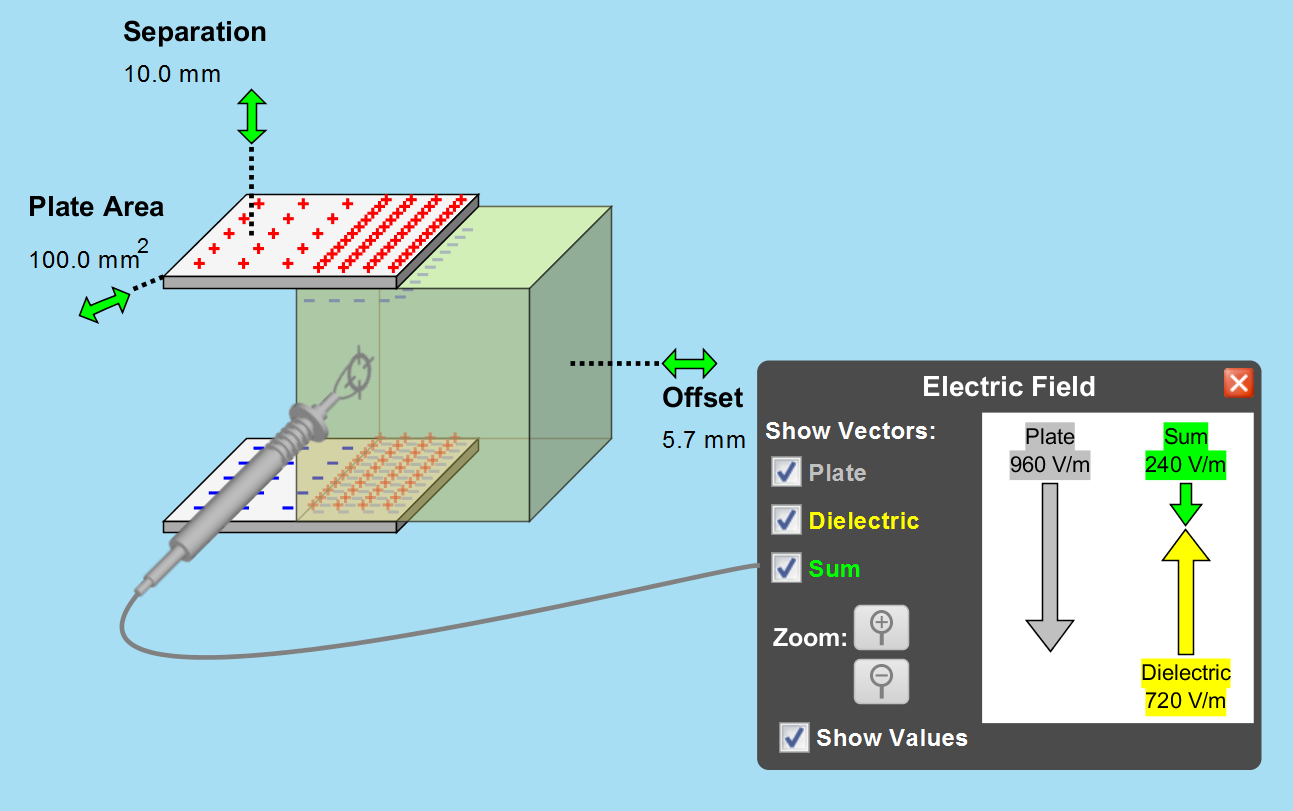 Separation
10.0 mm
Plate Area
100.0 mm²
Offset
5.7 mm
Electric Field
Show Vectors:
Plate
Dielectric
Sum
Zoom:
Show Values
Plate
960 V/m
Sum
240 V/m
Dielectric
720 V/m